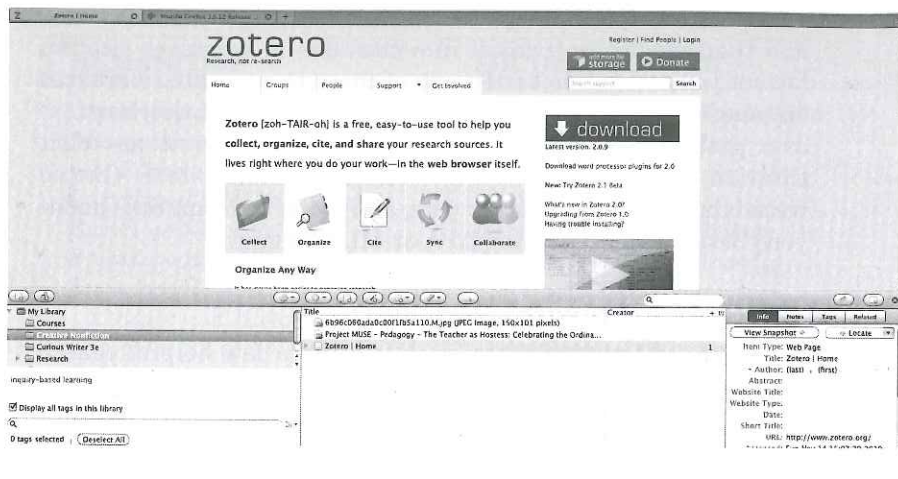 Zotero | Home
zotero
Research, not re-search
Register | Find People | Login
add more file storage
Donate
Search support
Search
Home Groups People Support Get Involved
Zotero [zoh-TAIR-oh] is a free, easy-to-use tool to help you
collect, organize, cite, and share your research sources. It
lives right where you do your work—in the web browser itself.
download
Latest version: 2.0.9
Download word processor plugins for 2.0
New: Try Zotero 2.1 Beta
What's new in Zotero 2.0?
Upgrading from Zotero 1.0
Having trouble installing?
Collect Organize Cite Sync Collaborate
Organize Any Way
My Library
Courses
Creative Nonfiction
Curious Writer 3e
Research
inquiry-based learning
Display all tags in this library
0 tags selected
Deselect All
Title Creator
(JPEG Image, 150x101 pixels)
Project MUSE - Pedagogy - The Teacher as Hostess: Celebrating the Ordina...
Zotero | Home 1
Info Notes Tags Related
View Snapshot Locate
Item Type: Web Page
Title: Zotero | Home
Author: (last) , (first)
Abstract:
Website Title:
Website Type:
Date:
Short Title:
URL: http://www.zotero.org/